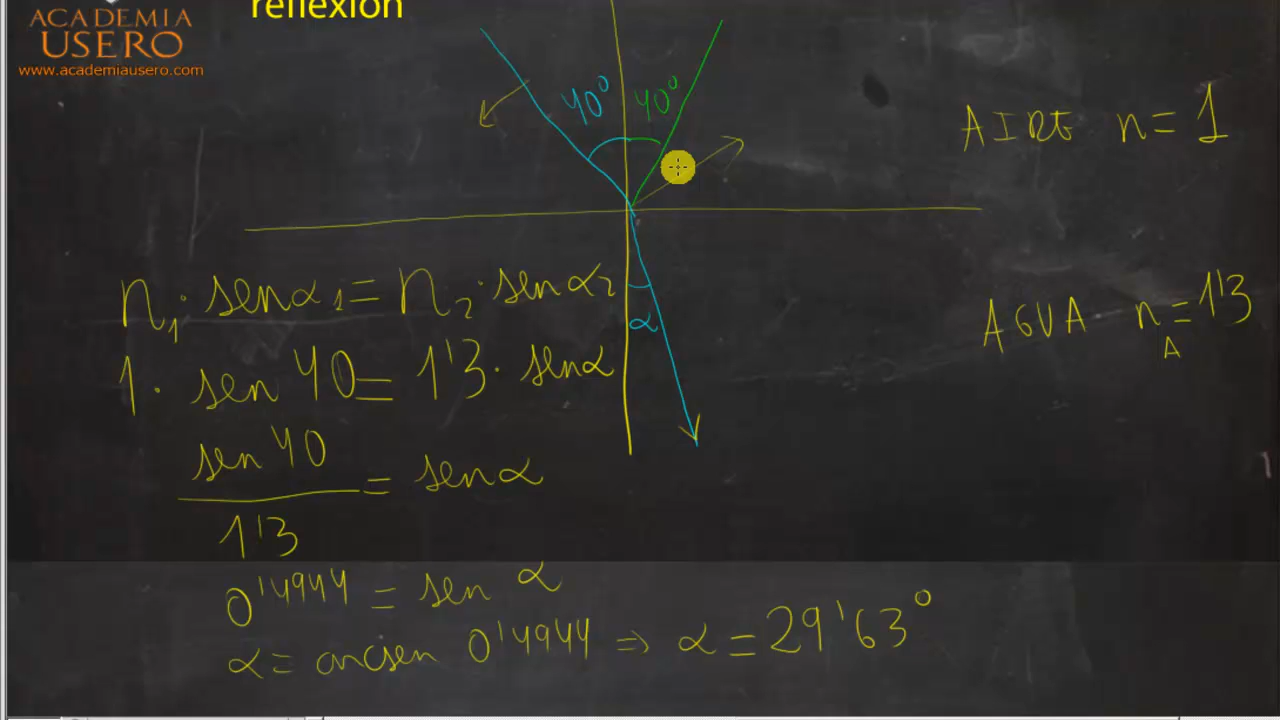 ACADEMIA
USERO
www.academiausero.com
reflexión
40° 40°
AIRE n = 1
n₁ · sen α₁ = n₂ · sen α₂
α
AGUA n_A = 1'3
1 · sen 40 = 1'3 · sen α
sen 40 / 1'3 = sen α
0'4944 = sen α
α = arcsen 0'4944 ⇒ α = 29'63°